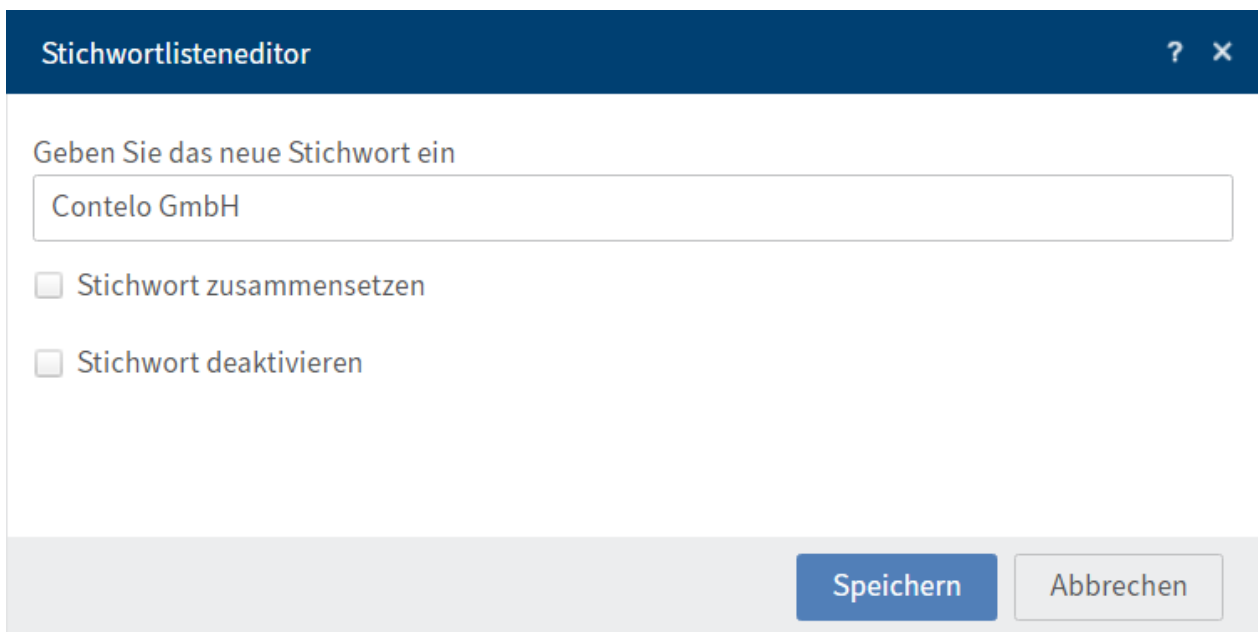 Stichwortlisteneditor ? ×
Geben Sie das neue Stichwort ein
Contelo GmbH
Stichwort zusammensetzen
Stichwort deaktivieren
Speichern Abbrechen